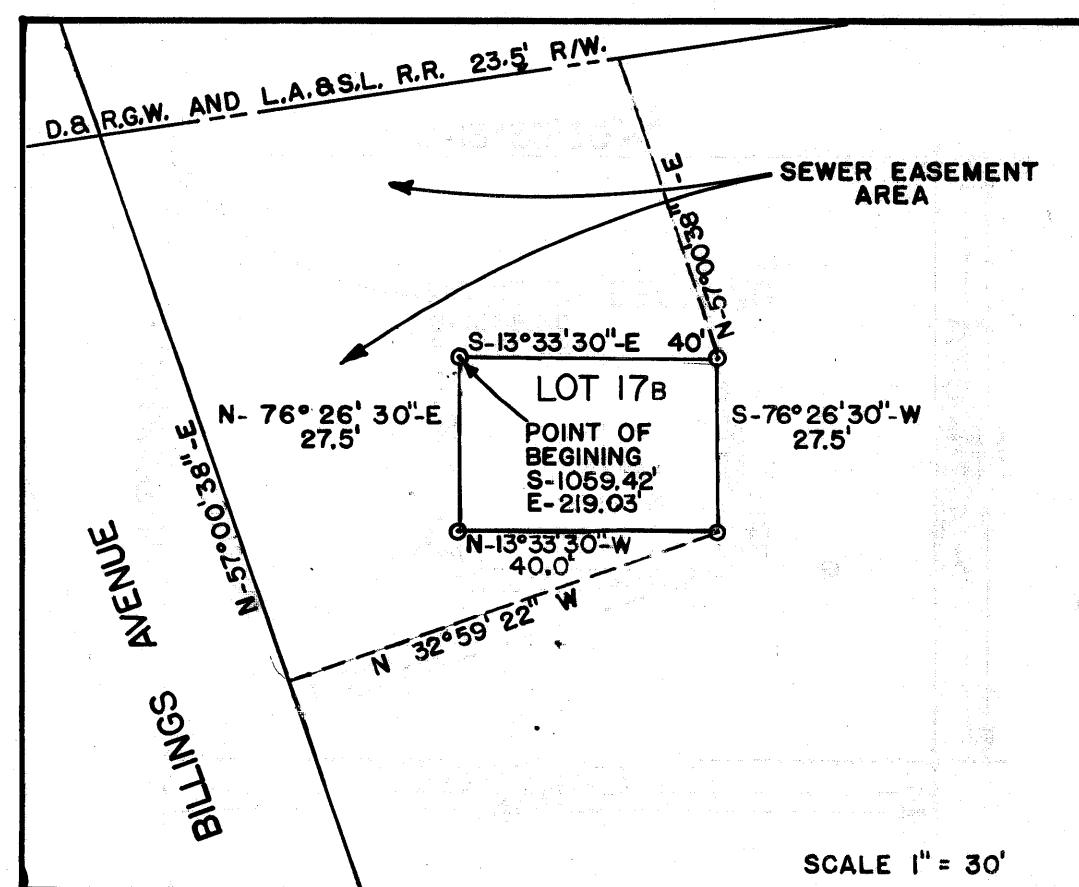 D.& R.G.W. AND L.A.&S.L. R.R. 23.5' R/W.
SEWER EASEMENT
AREA
N-57°00'38"-E
S-13°33'30"-E 40'
LOT 17B
N- 76° 26' 30"-E
27.5'
S-76°26'30"-W
27.5'
POINT OF
BEGINING
S-1059.42'
E-219.03'
N-13°33'30"-W
40.0'
N-57°00'38"-E
N 32°59' 22" W
BILLINGS AVENUE
SCALE 1" = 30'